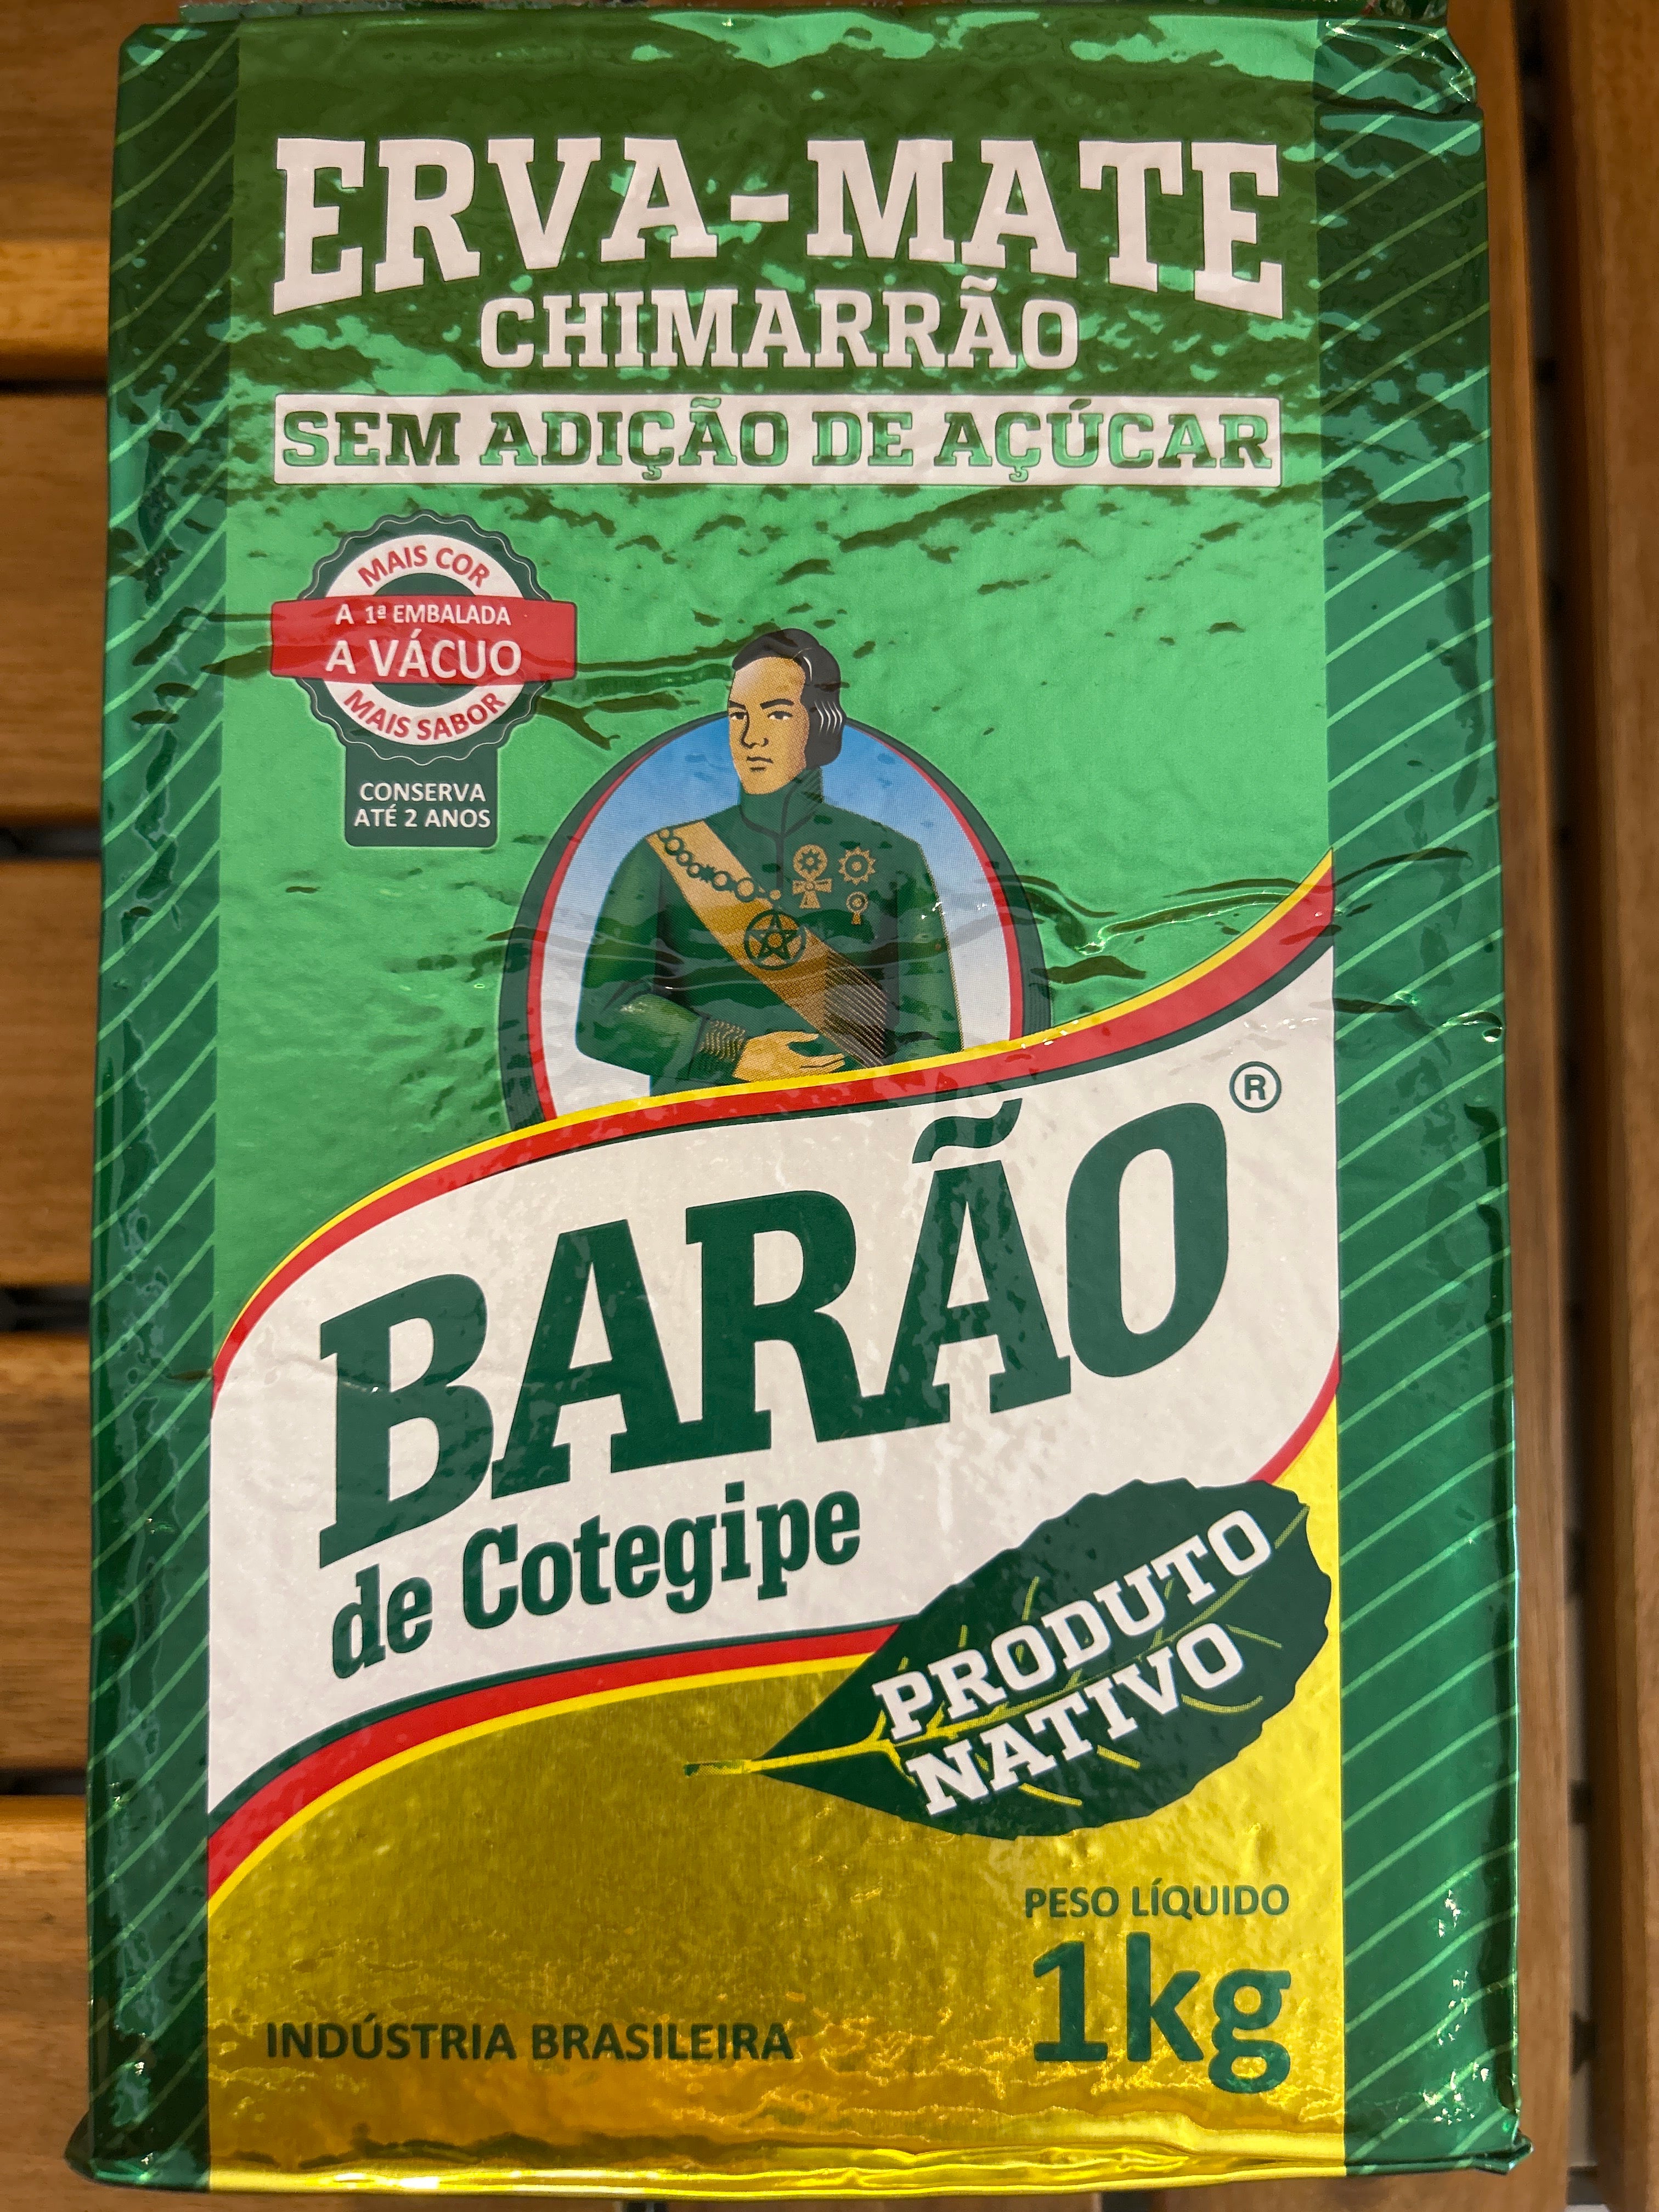 ERVA-MATE
CHIMARRÃO
SEM ADIÇÃO DE AÇÚCAR
MAIS COR
A 1ª EMBALADA
A VÁCUO
MAIS SABOR
CONSERVA
ATÉ 2 ANOS
BARÃO®
de Cotegipe
PRODUTO
NATIVO
PESO LÍQUIDO
1kg
INDÚSTRIA BRASILEIRA